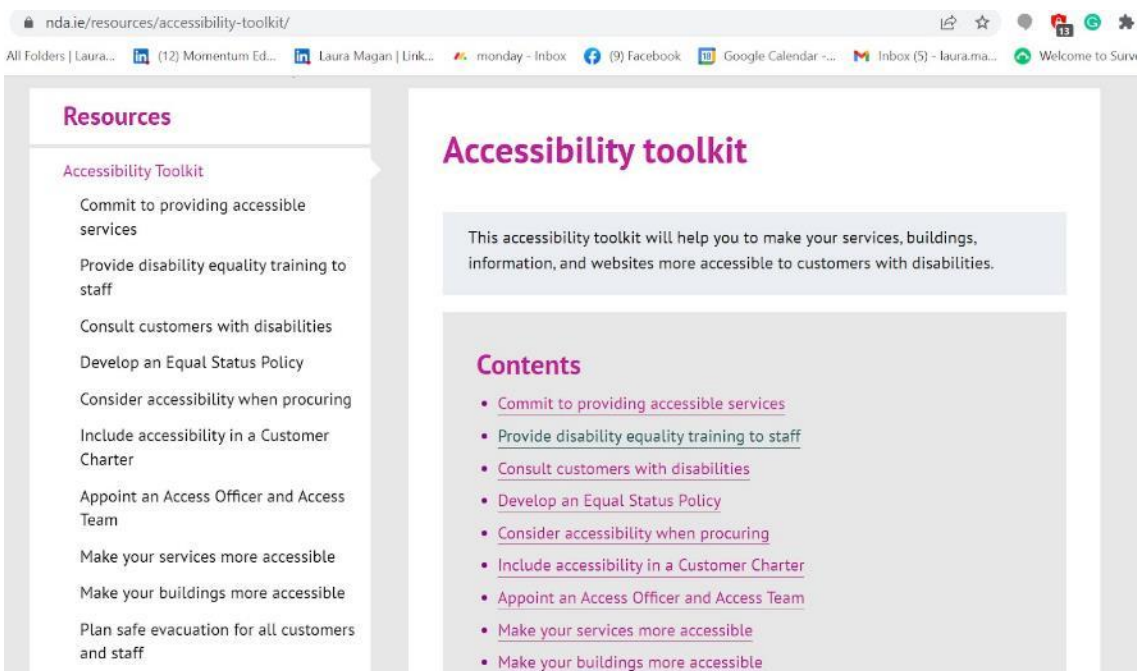 nda.ie/resources/accessibility-toolkit/
13
All Folders | Laura...
(12) Momentum Ed...
Laura Magan | Link...
monday - Inbox
(9) Facebook
18
Google Calendar -...
Inbox (5) - laura.ma...
Welcome to Surve
Resources
Accessibility Toolkit
Commit to providing accessible
services
Provide disability equality training to
staff
Consult customers with disabilities
Develop an Equal Status Policy
Consider accessibility when procuring
Include accessibility in a Customer
Charter
Appoint an Access Officer and Access
Team
Make your services more accessible
Make your buildings more accessible
Plan safe evacuation for all customers
and staff
Accessibility toolkit
This accessibility toolkit will help you to make your services, buildings,
information, and websites more accessible to customers with disabilities.
Contents
• Commit to providing accessible services
• Provide disability equality training to staff
• Consult customers with disabilities
• Develop an Equal Status Policy
• Consider accessibility when procuring
• Include accessibility in a Customer Charter
• Appoint an Access Officer and Access Team
• Make your services more accessible
• Make your buildings more accessible